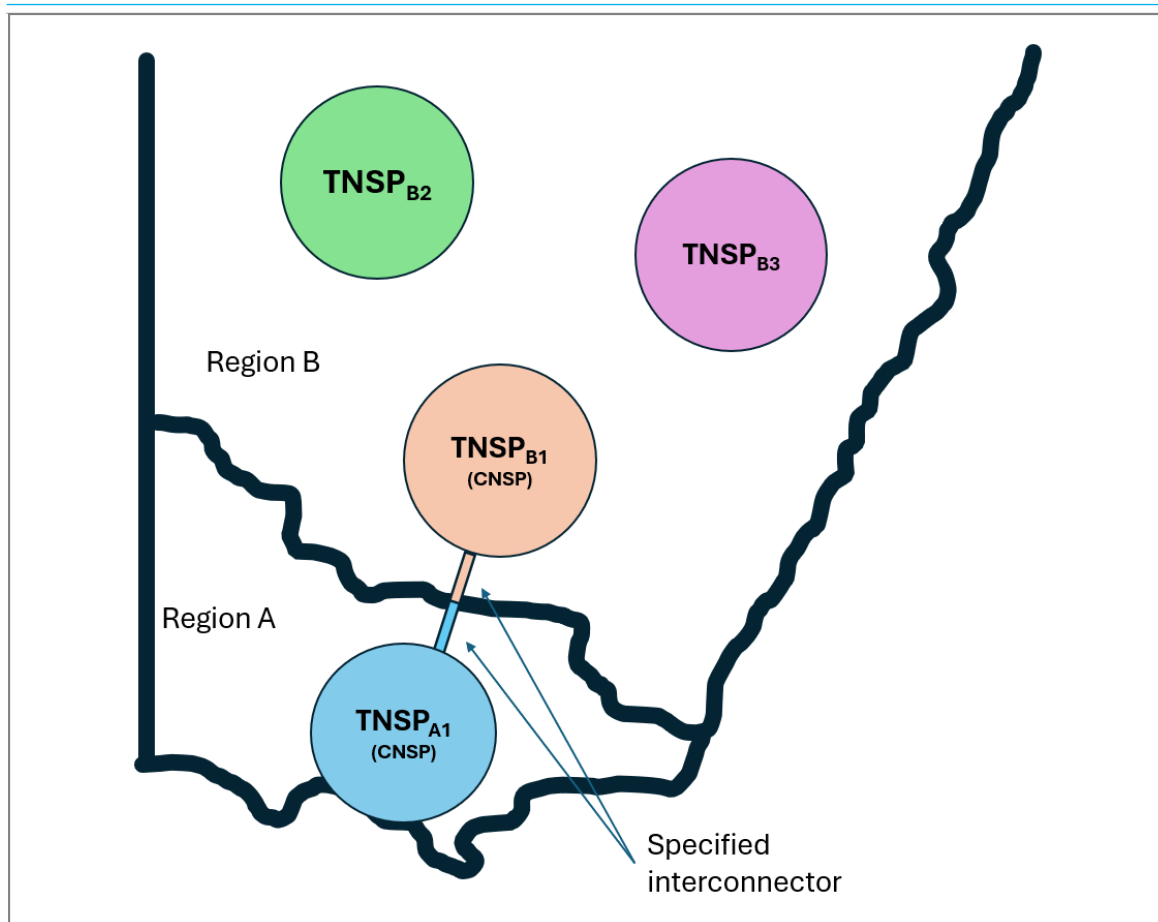 TNSPB2
TNSPB3
Region B
TNSPB1
(CNSP)
Region A
TNSPA1
(CNSP)
Specified
interconnector